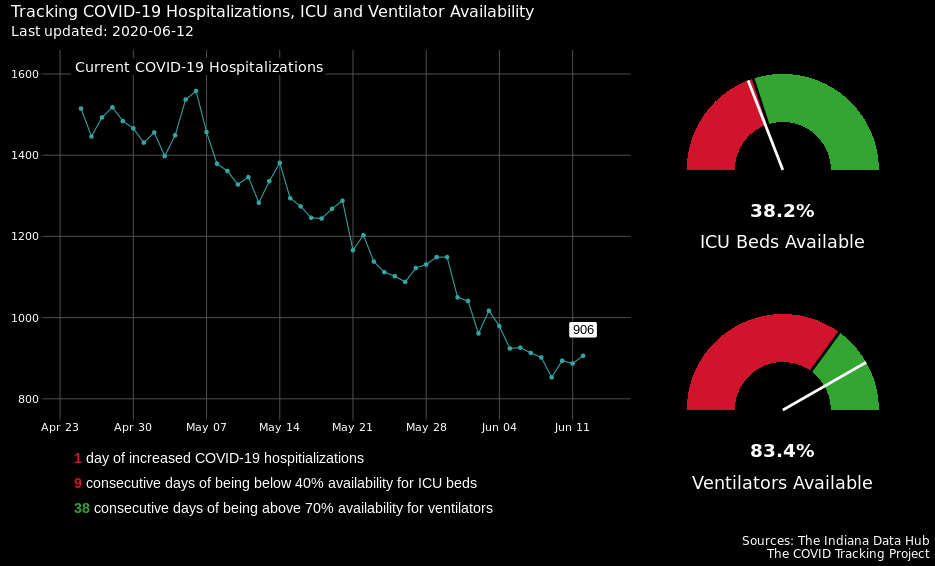 Tracking COVID-19 Hospitalizations, ICU and Ventilator Availability
Last updated: 2020-06-12
Current COVID-19 Hospitalizations
1600
1400
1200
1000
800
906
Apr 23
Apr 30
May 07
May 14
May 21
May 28
Jun 04
Jun 11
1 day of increased COVID-19 hospitializations
9 consecutive days of being below 40% availability for ICU beds
38 consecutive days of being above 70% availability for ventilators
38.2%
ICU Beds Available
83.4%
Ventilators Available
Sources: The Indiana Data Hub
The COVID Tracking Project